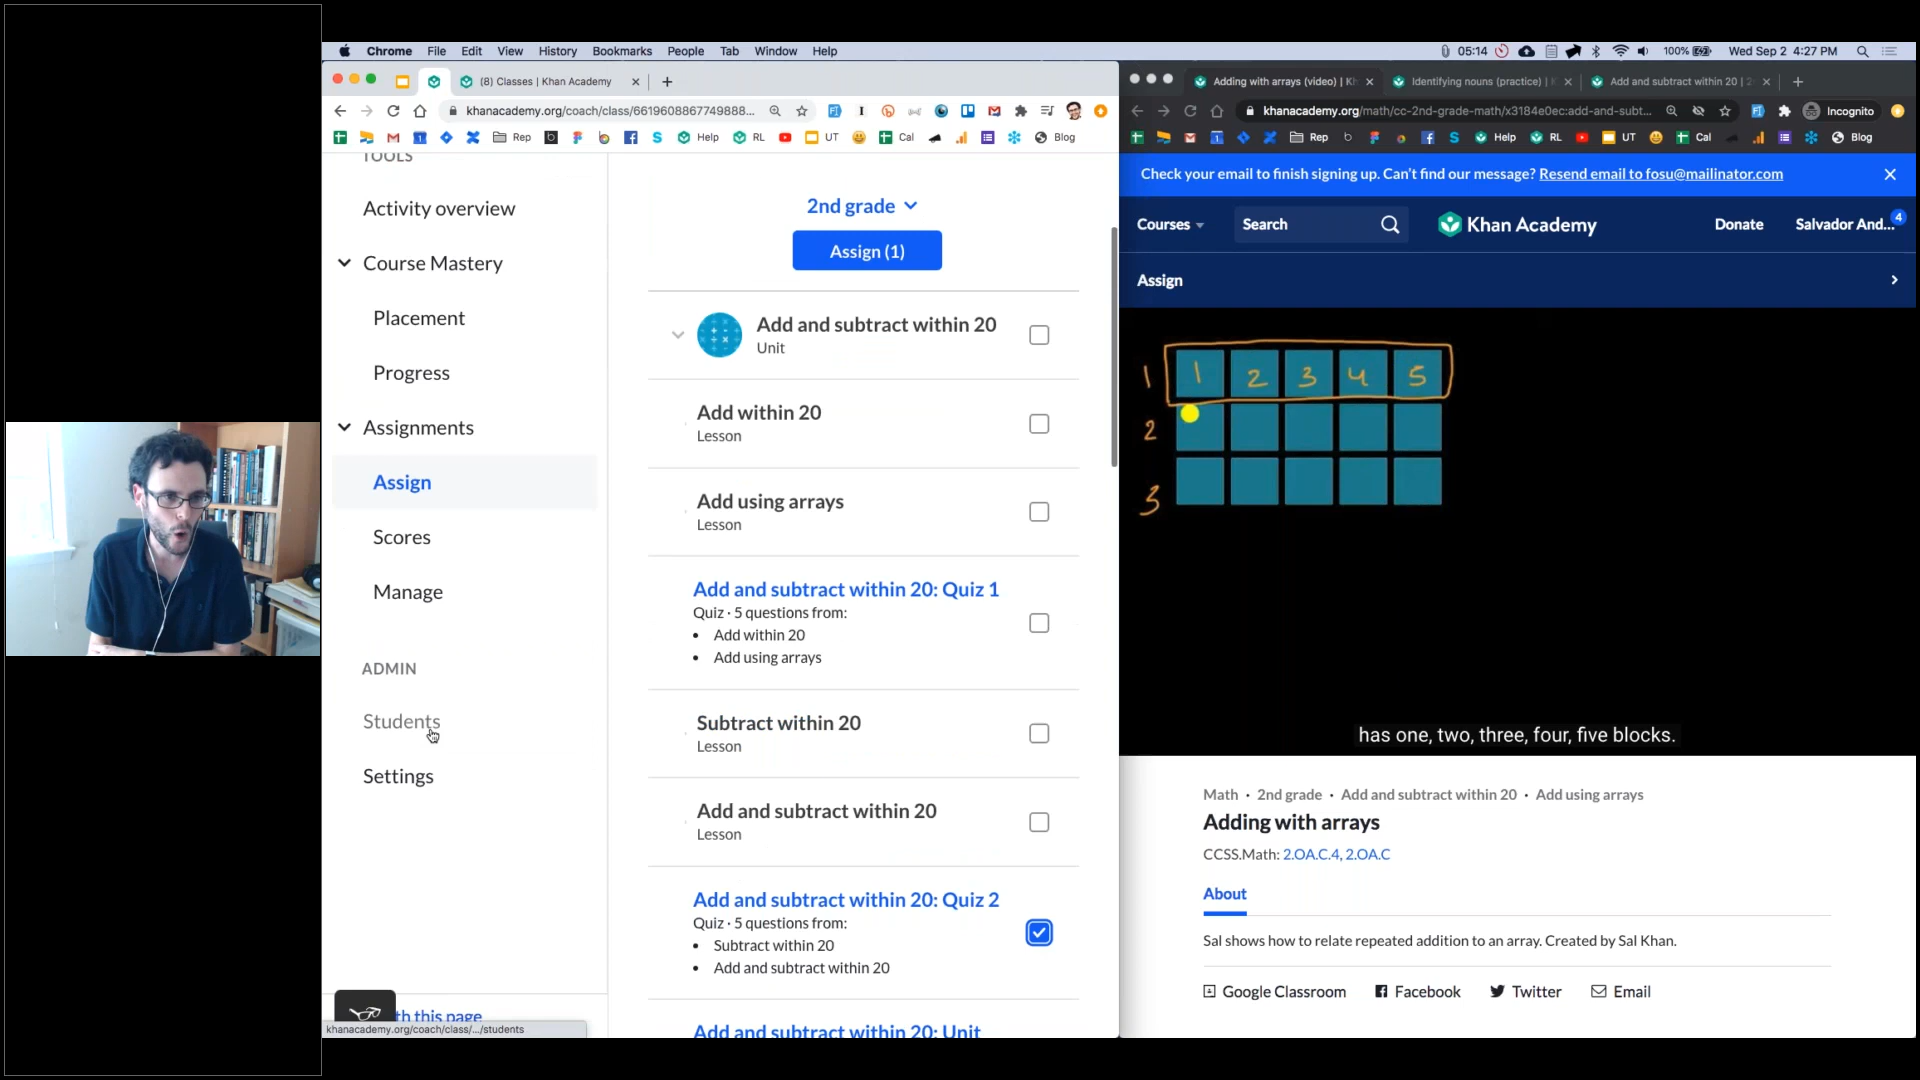 Chrome File Edit View History Bookmarks People Tab Window Help
05:14 100% Wed Sep 2 4:27 PM
(8) Classes | Khan Academy
khanacademy.org/coach/class/6619608867749888...
Rep Help RL UT Cal Blog
TOOLS
Activity overview
Course Mastery
Placement
Progress
Assignments
Assign
Scores
Manage
ADMIN
Students
Settings
th this page
khanacademy.org/coach/class/.../students
2nd grade
Assign (1)
Add and subtract within 20
Unit
Add within 20
Lesson
Add using arrays
Lesson
Add and subtract within 20: Quiz 1
Quiz · 5 questions from:
• Add within 20
• Add using arrays
Subtract within 20
Lesson
Add and subtract within 20
Lesson
Add and subtract within 20: Quiz 2
Quiz · 5 questions from:
• Subtract within 20
• Add and subtract within 20
Add and subtract within 20: Unit
Adding with arrays (video) | Kh
Identifying nouns (practice) |
Add and subtract within 20 | 2
khanacademy.org/math/cc-2nd-grade-math/x3184e0ec:add-and-subt...
Incognito
Rep Help RL UT Cal Blog
Check your email to finish signing up. Can't find our message? Resend email to fosu@mailinator.com
Courses Search Khan Academy Donate Salvador And... 4
Assign
1 1 2 3 4 5
2
3
has one, two, three, four, five blocks.
Math • 2nd grade • Add and subtract within 20 • Add using arrays
Adding with arrays
CCSS.Math: 2.OA.C.4, 2.OA.C
About
Sal shows how to relate repeated addition to an array. Created by Sal Khan.
Google Classroom Facebook Twitter Email